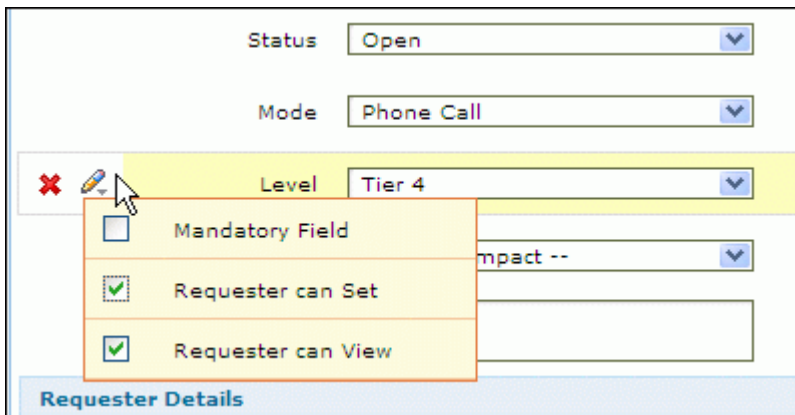 Status Open
Mode Phone Call
Level Tier 4
Mandatory Field
mpact --
Requester can Set
Requester can View
Requester Details